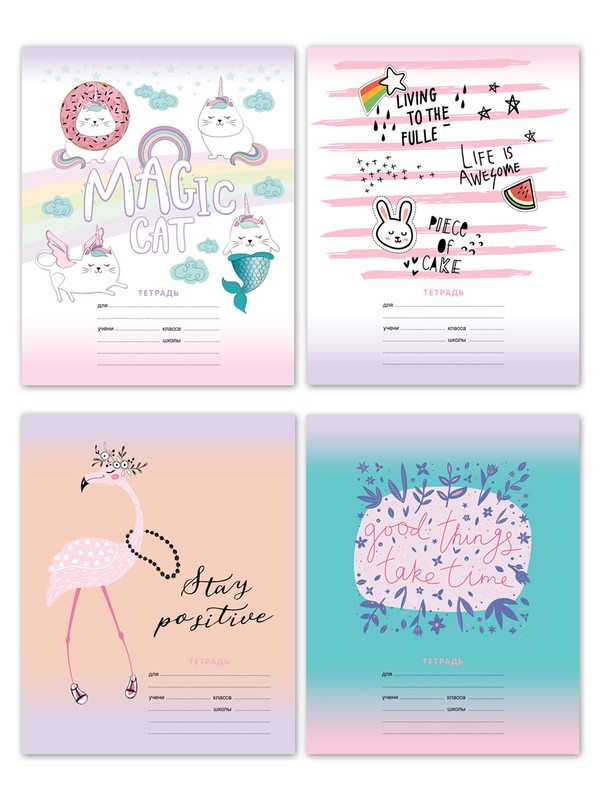 MAGIC
CAT
ТЕТРАДЬ
для
учени класса
школы
LIVING
TO THE
FULLE
LIFE IS
AWESOME
PIECE
OF
CAKE
ТЕТРАДЬ
для
учени класса
школы
Stay
positive
ТЕТРАДЬ
для
учени класса
школы
good things
take time
ТЕТРАДЬ
для
учени класса
школы